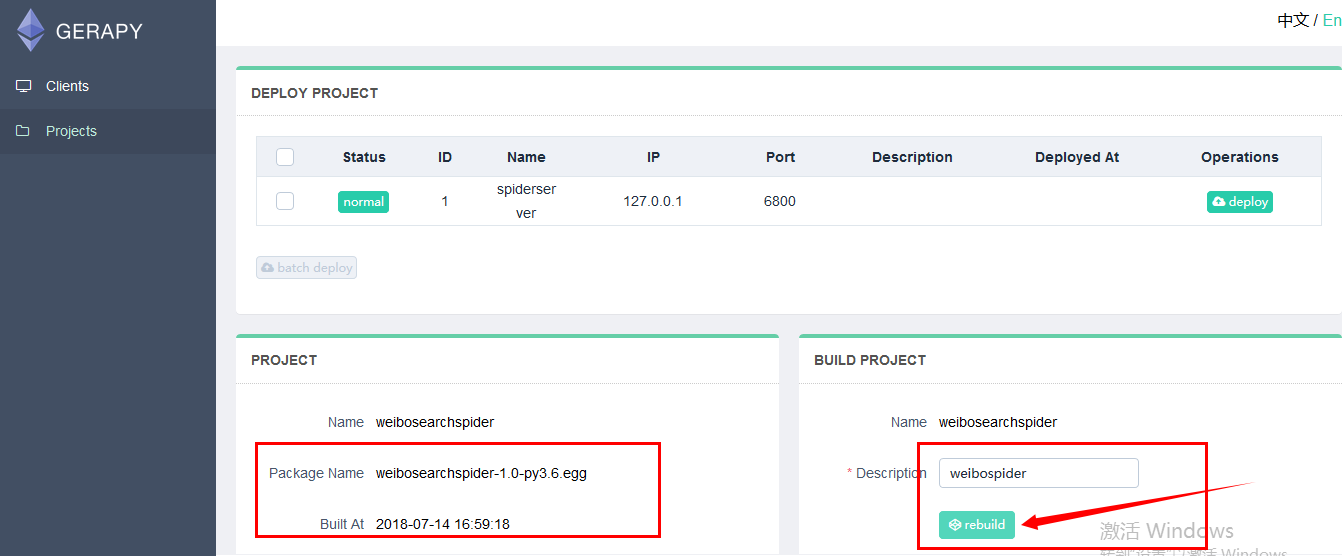 GERAPY
中文 / En
Clients
Projects
DEPLOY PROJECT
Status ID Name IP Port Description Deployed At Operations
normal 1 spiderser
ver 127.0.0.1 6800 deploy
batch deploy
PROJECT
Name weibosearchspider
Package Name weibosearchspider-1.0-py3.6.egg
Built At 2018-07-14 16:59:18
BUILD PROJECT
Name weibosearchspider
* Description weibospider
rebuild
激活 Windows